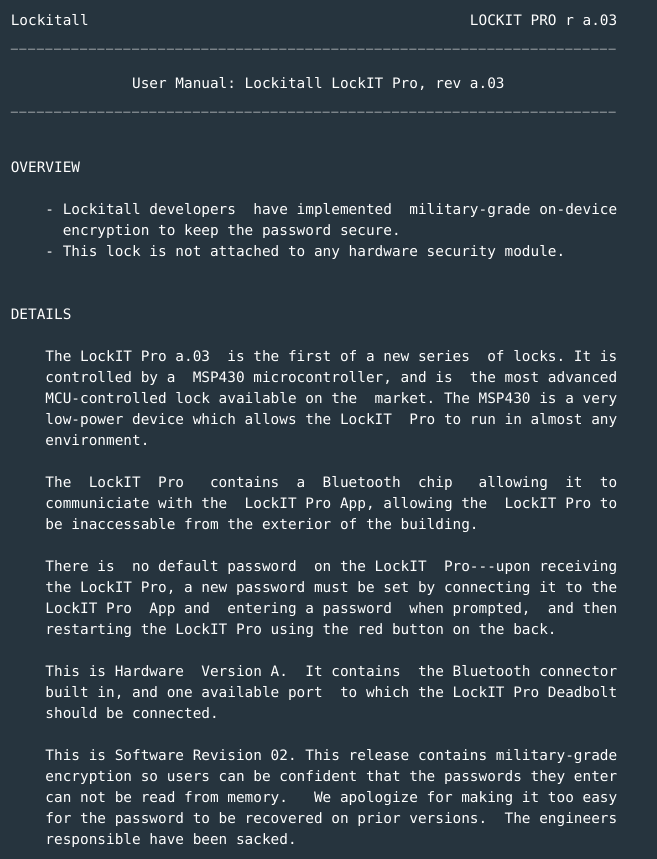 Lockitall LOCKIT PRO r a.03
User Manual: Lockitall LockIT Pro, rev a.03
OVERVIEW
- Lockitall developers  have implemented  military-grade on-device
encryption to keep the password secure.
- This lock is not attached to any hardware security module.
DETAILS
The LockIT Pro a.03  is the first of a new series  of locks. It is
controlled by a  MSP430 microcontroller, and is  the most advanced
MCU-controlled lock available on the  market. The MSP430 is a very
low-power device which allows the LockIT  Pro to run in almost any
environment.
The  LockIT  Pro   contains  a  Bluetooth  chip   allowing  it  to
communiciate with the  LockIT Pro App, allowing the  LockIT Pro to
be inaccessable from the exterior of the building.
There is  no default password  on the LockIT  Pro---upon receiving
the LockIT Pro, a new password must be set by connecting it to the
LockIT Pro  App and  entering a password  when prompted,  and then
restarting the LockIT Pro using the red button on the back.
This is Hardware  Version A.  It contains  the Bluetooth connector
built in, and one available port  to which the LockIT Pro Deadbolt
should be connected.
This is Software Revision 02. This release contains military-grade
encryption so users can be confident that the passwords they enter
can not be read from memory.   We apologize for making it too easy
for the password to be recovered on prior versions.  The engineers
responsible have been sacked.